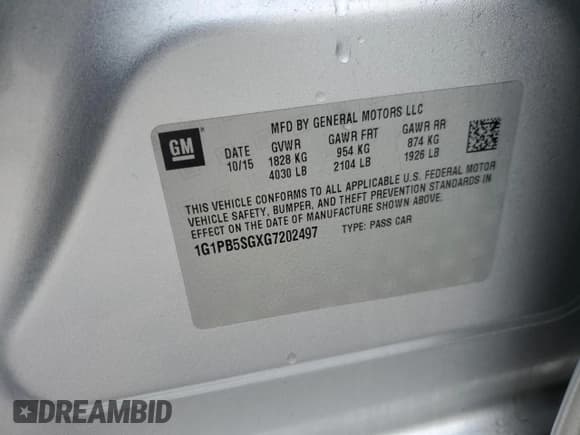 MFD BY GENERAL MOTORS LLC
GM
DATE GVWR GAWR FRT GAWR RR
10/15 1828 KG 954 KG 874 KG
4030 LB 2104 LB 1926 LB
THIS VEHICLE CONFORMS TO ALL APPLICABLE U.S. FEDERAL MOTOR
VEHICLE SAFETY, BUMPER, AND THEFT PREVENTION STANDARDS IN
EFFECT ON THE DATE OF MANUFACTURE SHOWN ABOVE.
1G1PB5SGXG7202497 TYPE: PASS CAR
DREAMBID